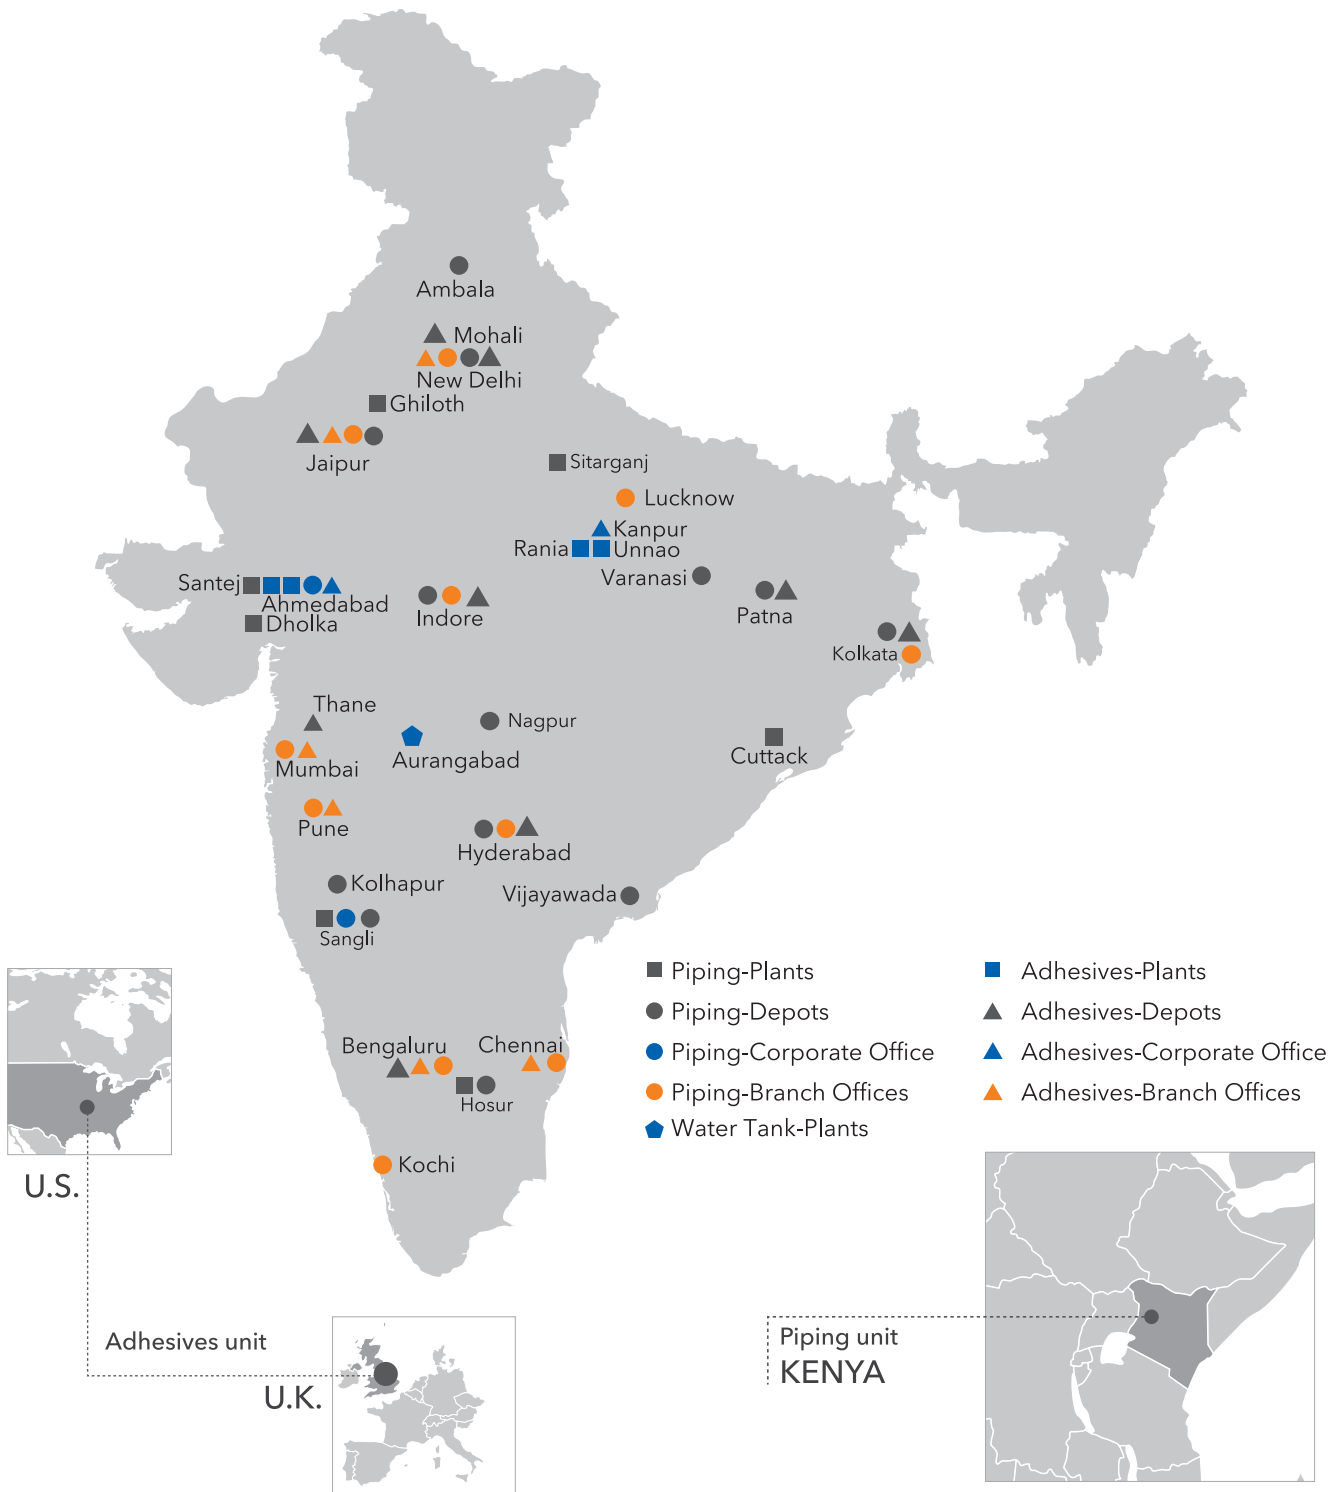 Ambala
Mohali
New Delhi
Ghiloth
Jaipur
Sitarganj
Lucknow
Kanpur
Rania
Unnao
Varanasi
Santej
Ahmedabad
Dholka
Indore
Patna
Kolkata
Thane
Nagpur
Mumbai
Aurangabad
Cuttack
Pune
Hyderabad
Kolhapur
Vijayawada
Sangli
Bengaluru
Chennai
Hosur
Kochi
Piping-Plants
Piping-Depots
Piping-Corporate Office
Piping-Branch Offices
Water Tank-Plants
Adhesives-Plants
Adhesives-Depots
Adhesives-Corporate Office
Adhesives-Branch Offices
U.S.
Adhesives unit
U.K.
Piping unit
KENYA